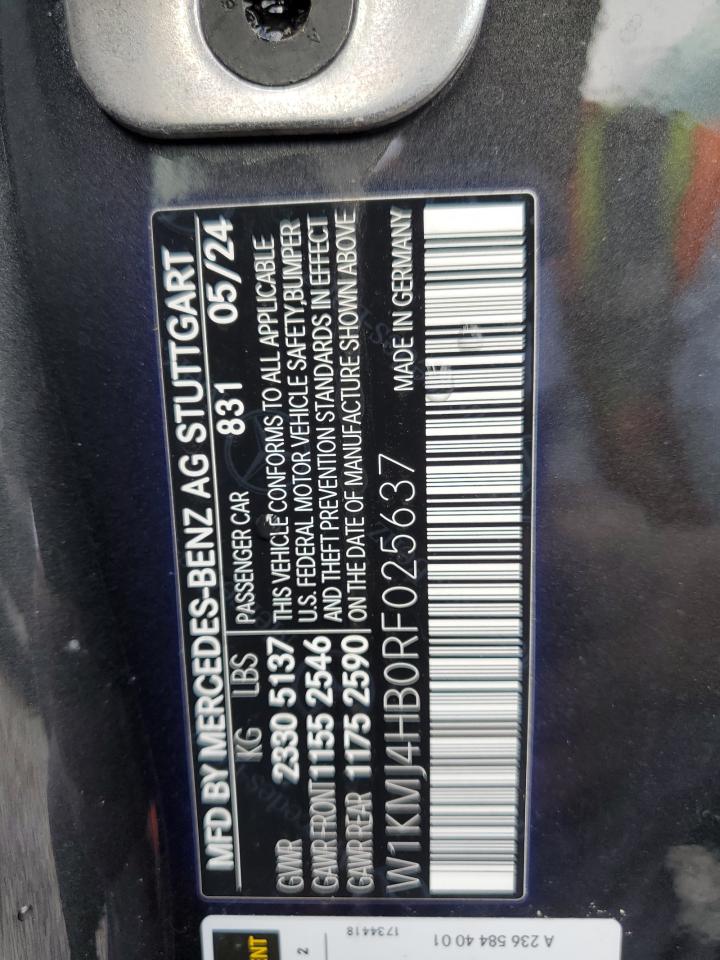 MFD BY MERCEDES-BENZ AG STUTTGART
KG LBS PASSENGER CAR 831 05/24
GVWR 2330 5137 THIS VEHICLE CONFORMS TO ALL APPLICABLE
U.S. FEDERAL MOTOR VEHICLE SAFETY,BUMPER
GAWR FRONT 1155 2546 AND THEFT PREVENTION STANDARDS IN EFFECT
GAWR REAR 1175 2590 ON THE DATE OF MANUFACTURE SHOWN ABOVE
W1KMJ4HB0RF025637 MADE IN GERMANY
2
1734418
A 236 584 40 01